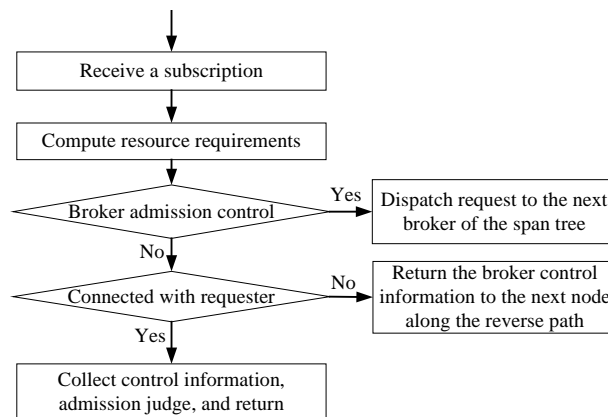 Receive a subscription
Compute resource requirements
Broker admission control
Yes
Dispatch request to the next
broker of the span tree
No
Connected with requester
No
Return the broker control
information to the next node
along the reverse path
Yes
Collect control information,
admission judge, and return